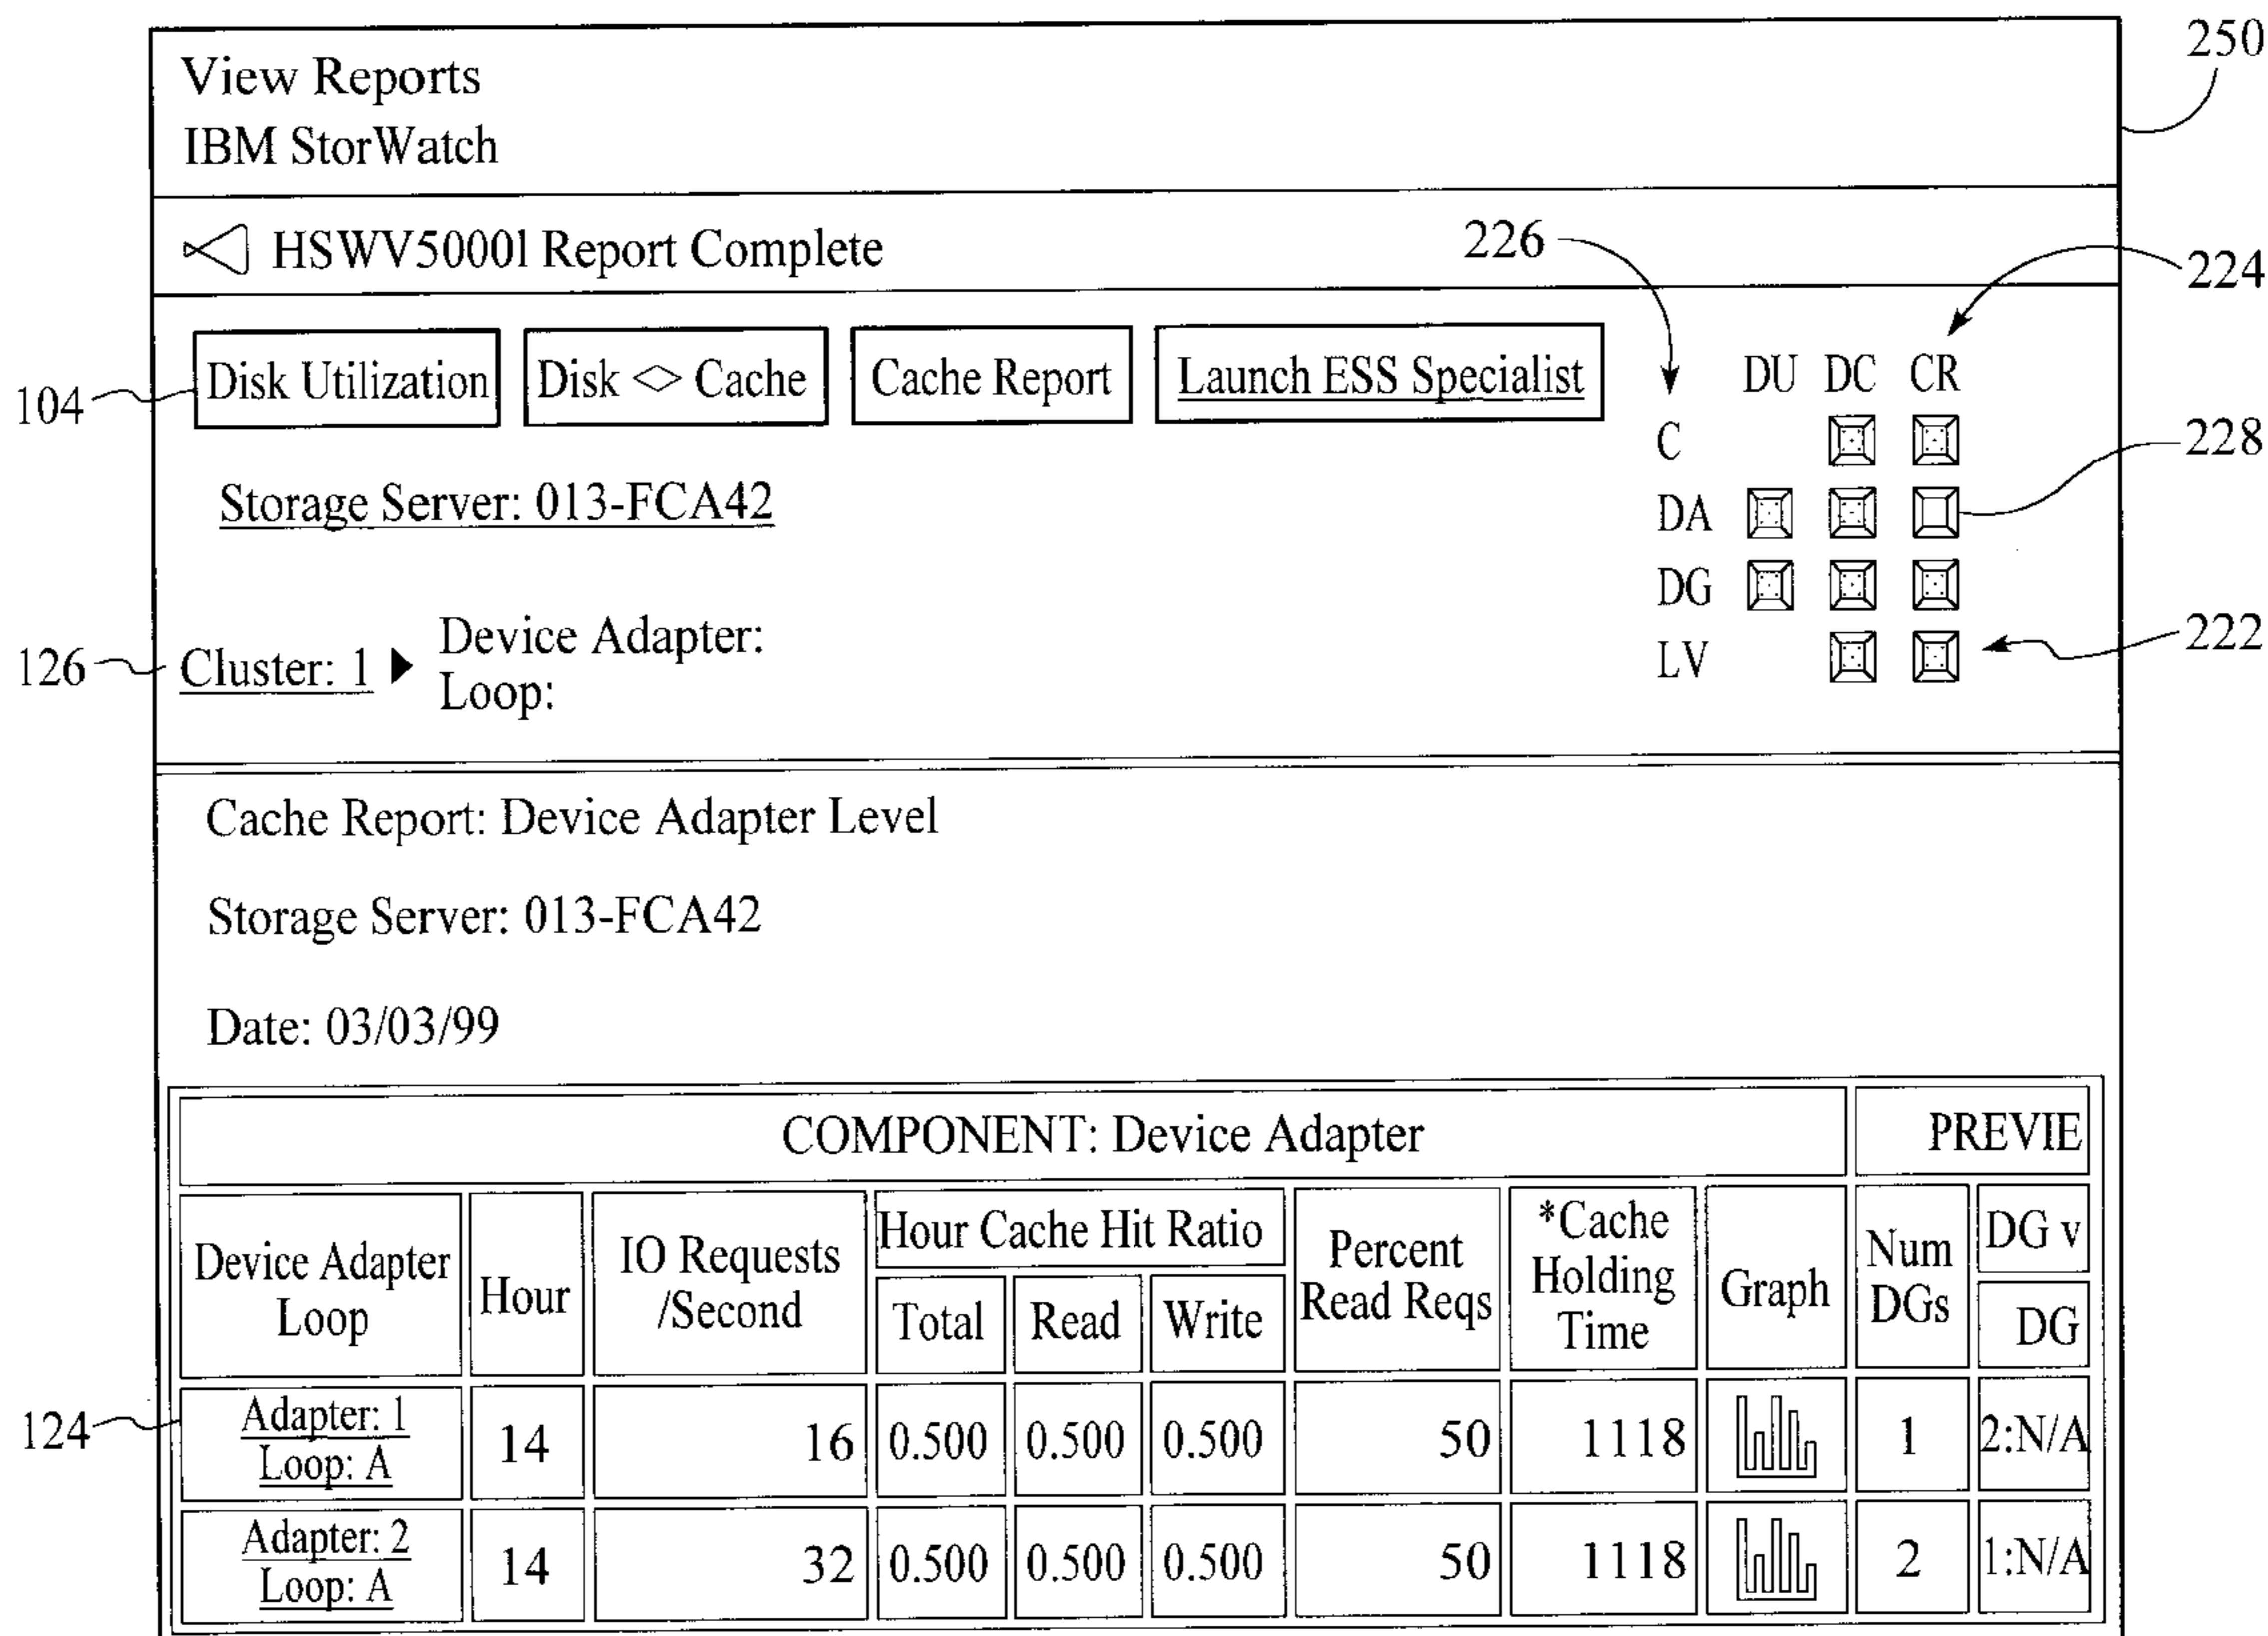 View Reports
IBM StorWatch
250
HSWV5000l Report Complete
226
224
104
Disk Utilization
Disk <> Cache
Cache Report
Launch ESS Specialist
DU DC CR
C
228
Storage Server: 013-FCA42
DA
DG
126
Cluster: 1
Device Adapter:
Loop:
LV
222
Cache Report: Device Adapter Level
Storage Server: 013-FCA42
Date: 03/03/99
COMPONENT: Device Adapter
PREVIE
Device Adapter
Loop
Hour
IO Requests
/Second
Hour Cache Hit Ratio
Total
Read
Write
Percent
Read Reqs
*Cache
Holding
Time
Graph
Num
DGs
DG v
DG
124
Adapter: 1
Loop: A
14
16
0.500
0.500
0.500
50
1118
1
2:N/A
Adapter: 2
Loop: A
14
32
0.500
0.500
0.500
50
1118
2
1:N/A